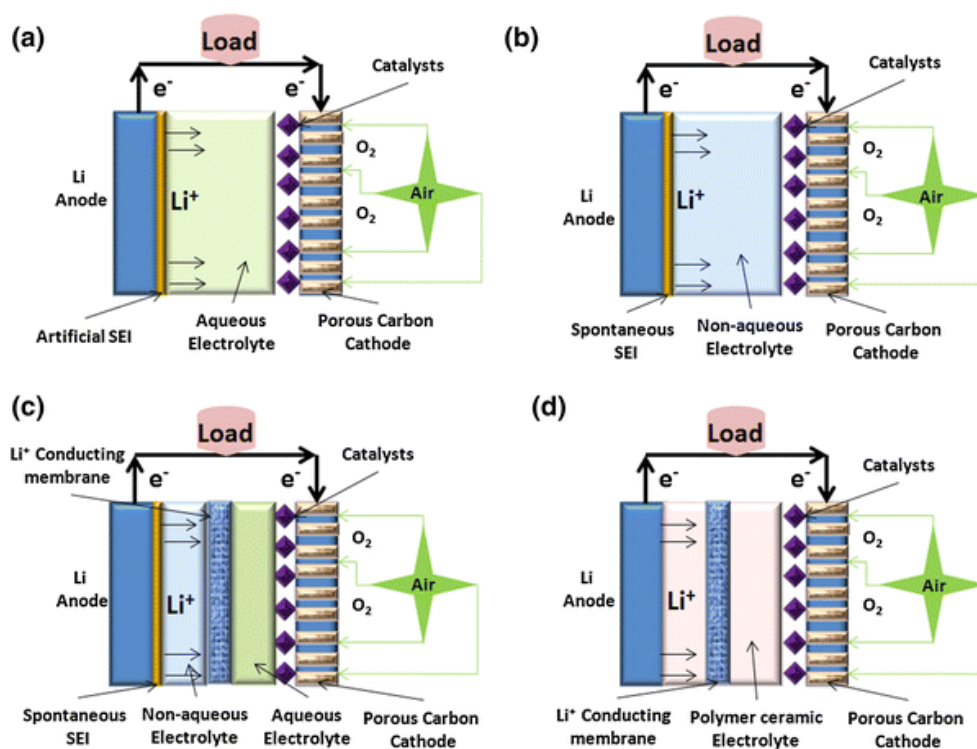 (a)
Load
e-
e-
Catalysts
Li
Anode
Li+
O2
O2
Air
Artificial SEI
Aqueous
Electrolyte
Porous Carbon
Cathode
(b)
Load
e-
e-
Catalysts
Li
Anode
Li+
O2
O2
Air
Spontaneous
SEI
Non-aqueous
Electrolyte
Porous Carbon
Cathode
(c)
Load
Li+ Conducting
membrane
e-
e-
Catalysts
Li
Anode
Li+
O2
O2
Air
Spontaneous
SEI
Non-aqueous
Electrolyte
Aqueous
Electrolyte
Porous Carbon
Cathode
(d)
Load
e-
e-
Catalysts
Li
Anode
Li+
O2
O2
Air
Li+ Conducting
membrane
Polymer ceramic
Electrolyte
Porous Carbon
Cathode